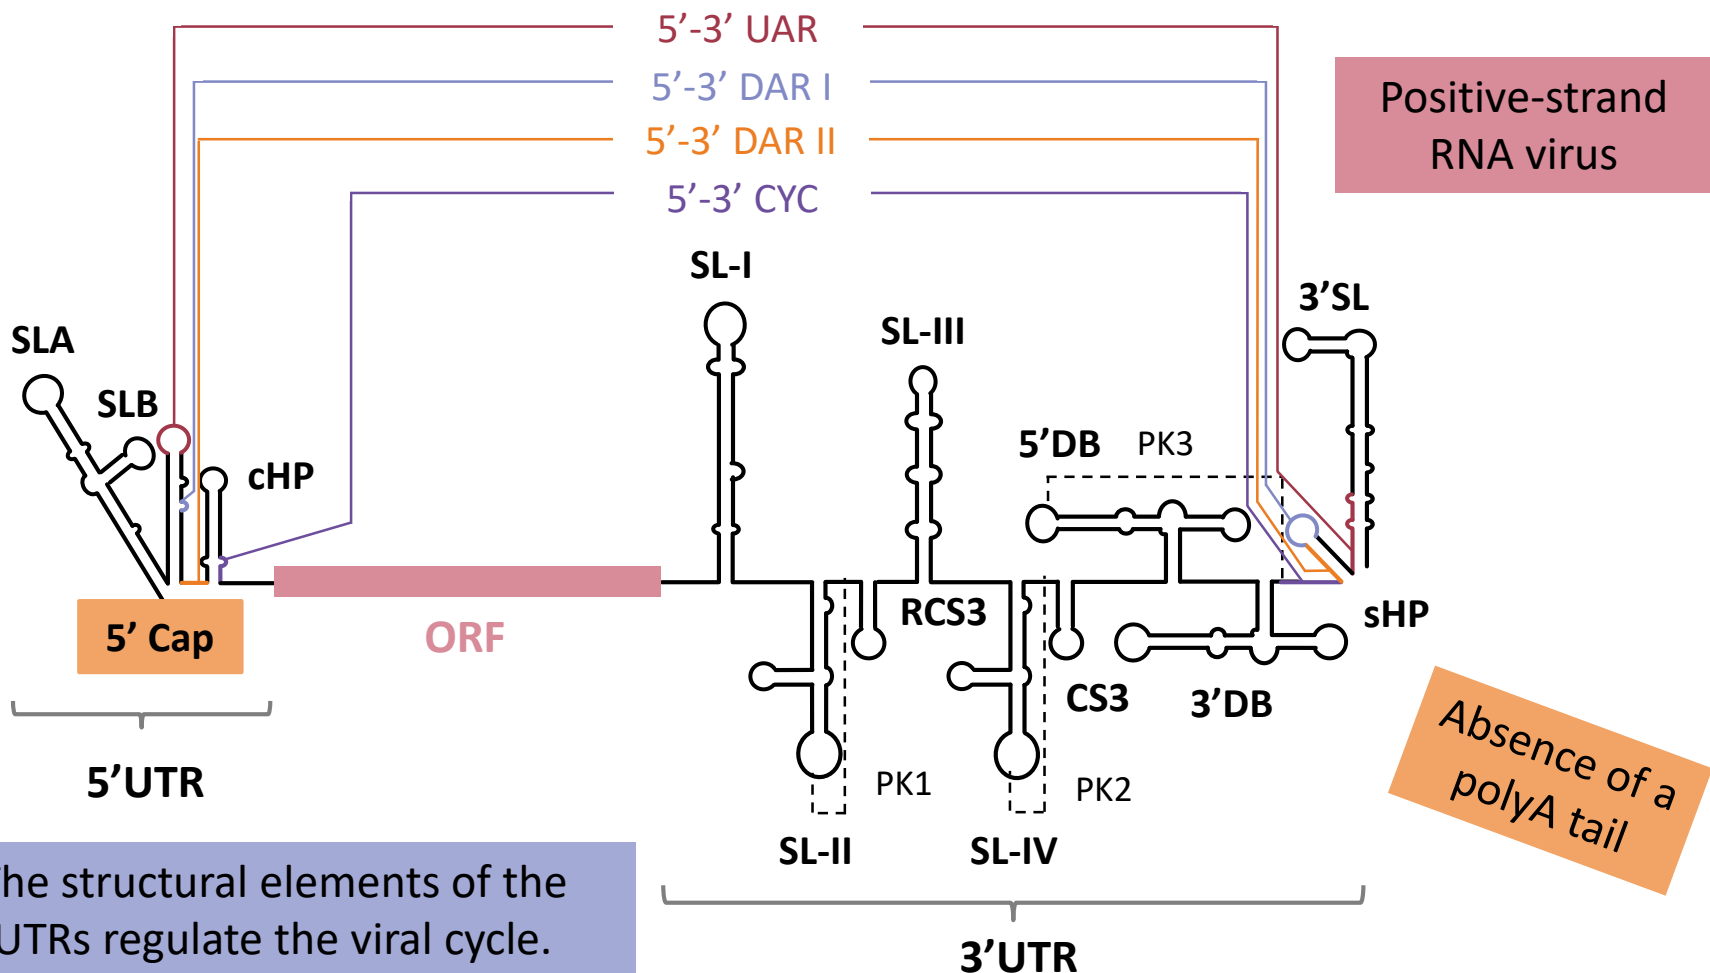 5’-3’ UAR
5’-3’ DAR I
5’-3’ DAR II
5’-3’ CYC
Positive-strand
RNA virus
SL-I
3’SL
SLA
SL-III
SLB
5’DB
PK3
cHP
RCS3
sHP
5’ Cap
ORF
CS3
3’DB
5’UTR
PK1
PK2
Absence of a
polyA tail
SL-II
SL-IV
he structural elements of the
UTRs regulate the viral cycle.
3’UTR